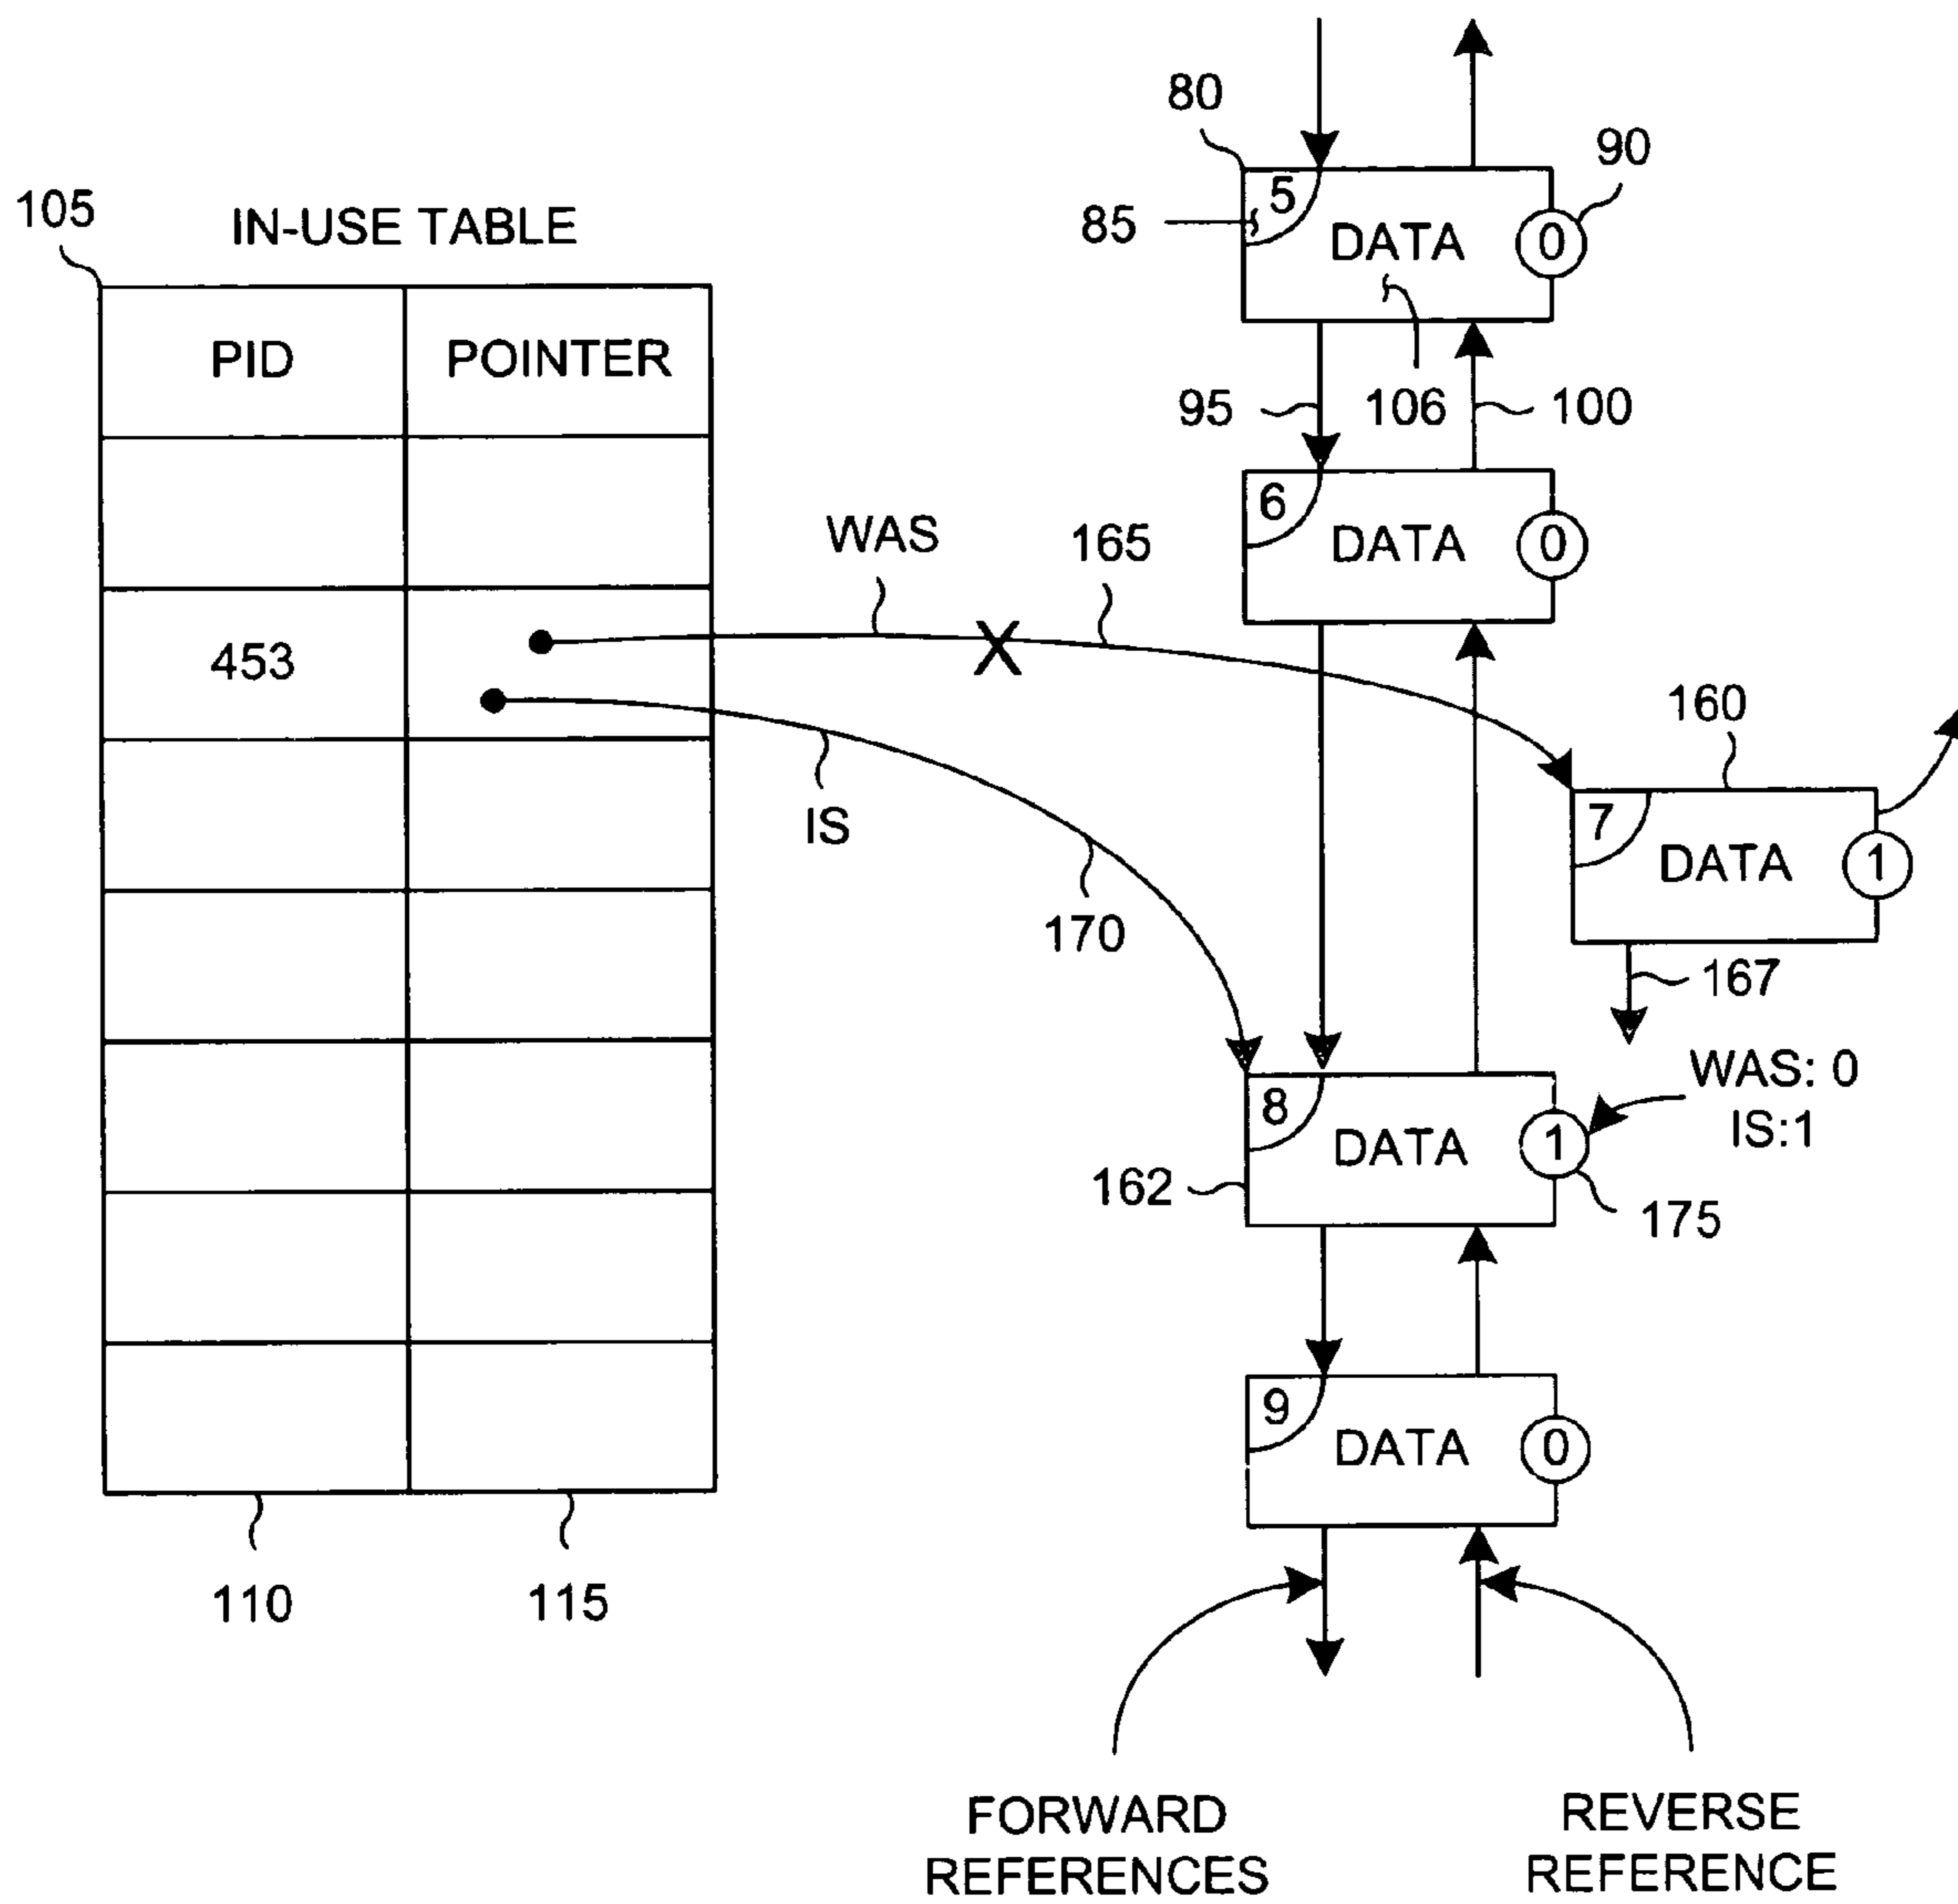 80
90
105
IN-USE TABLE
5
85
DATA
0
PID
POINTER
95
106
100
6
DATA
0
WAS
165
453
X
160
IS
7
DATA
1
170
167
WAS: 0
IS:1
8
DATA
1
162
175
9
DATA
0
110
115
FORWARD
REFERENCES
REVERSE
REFERENCE